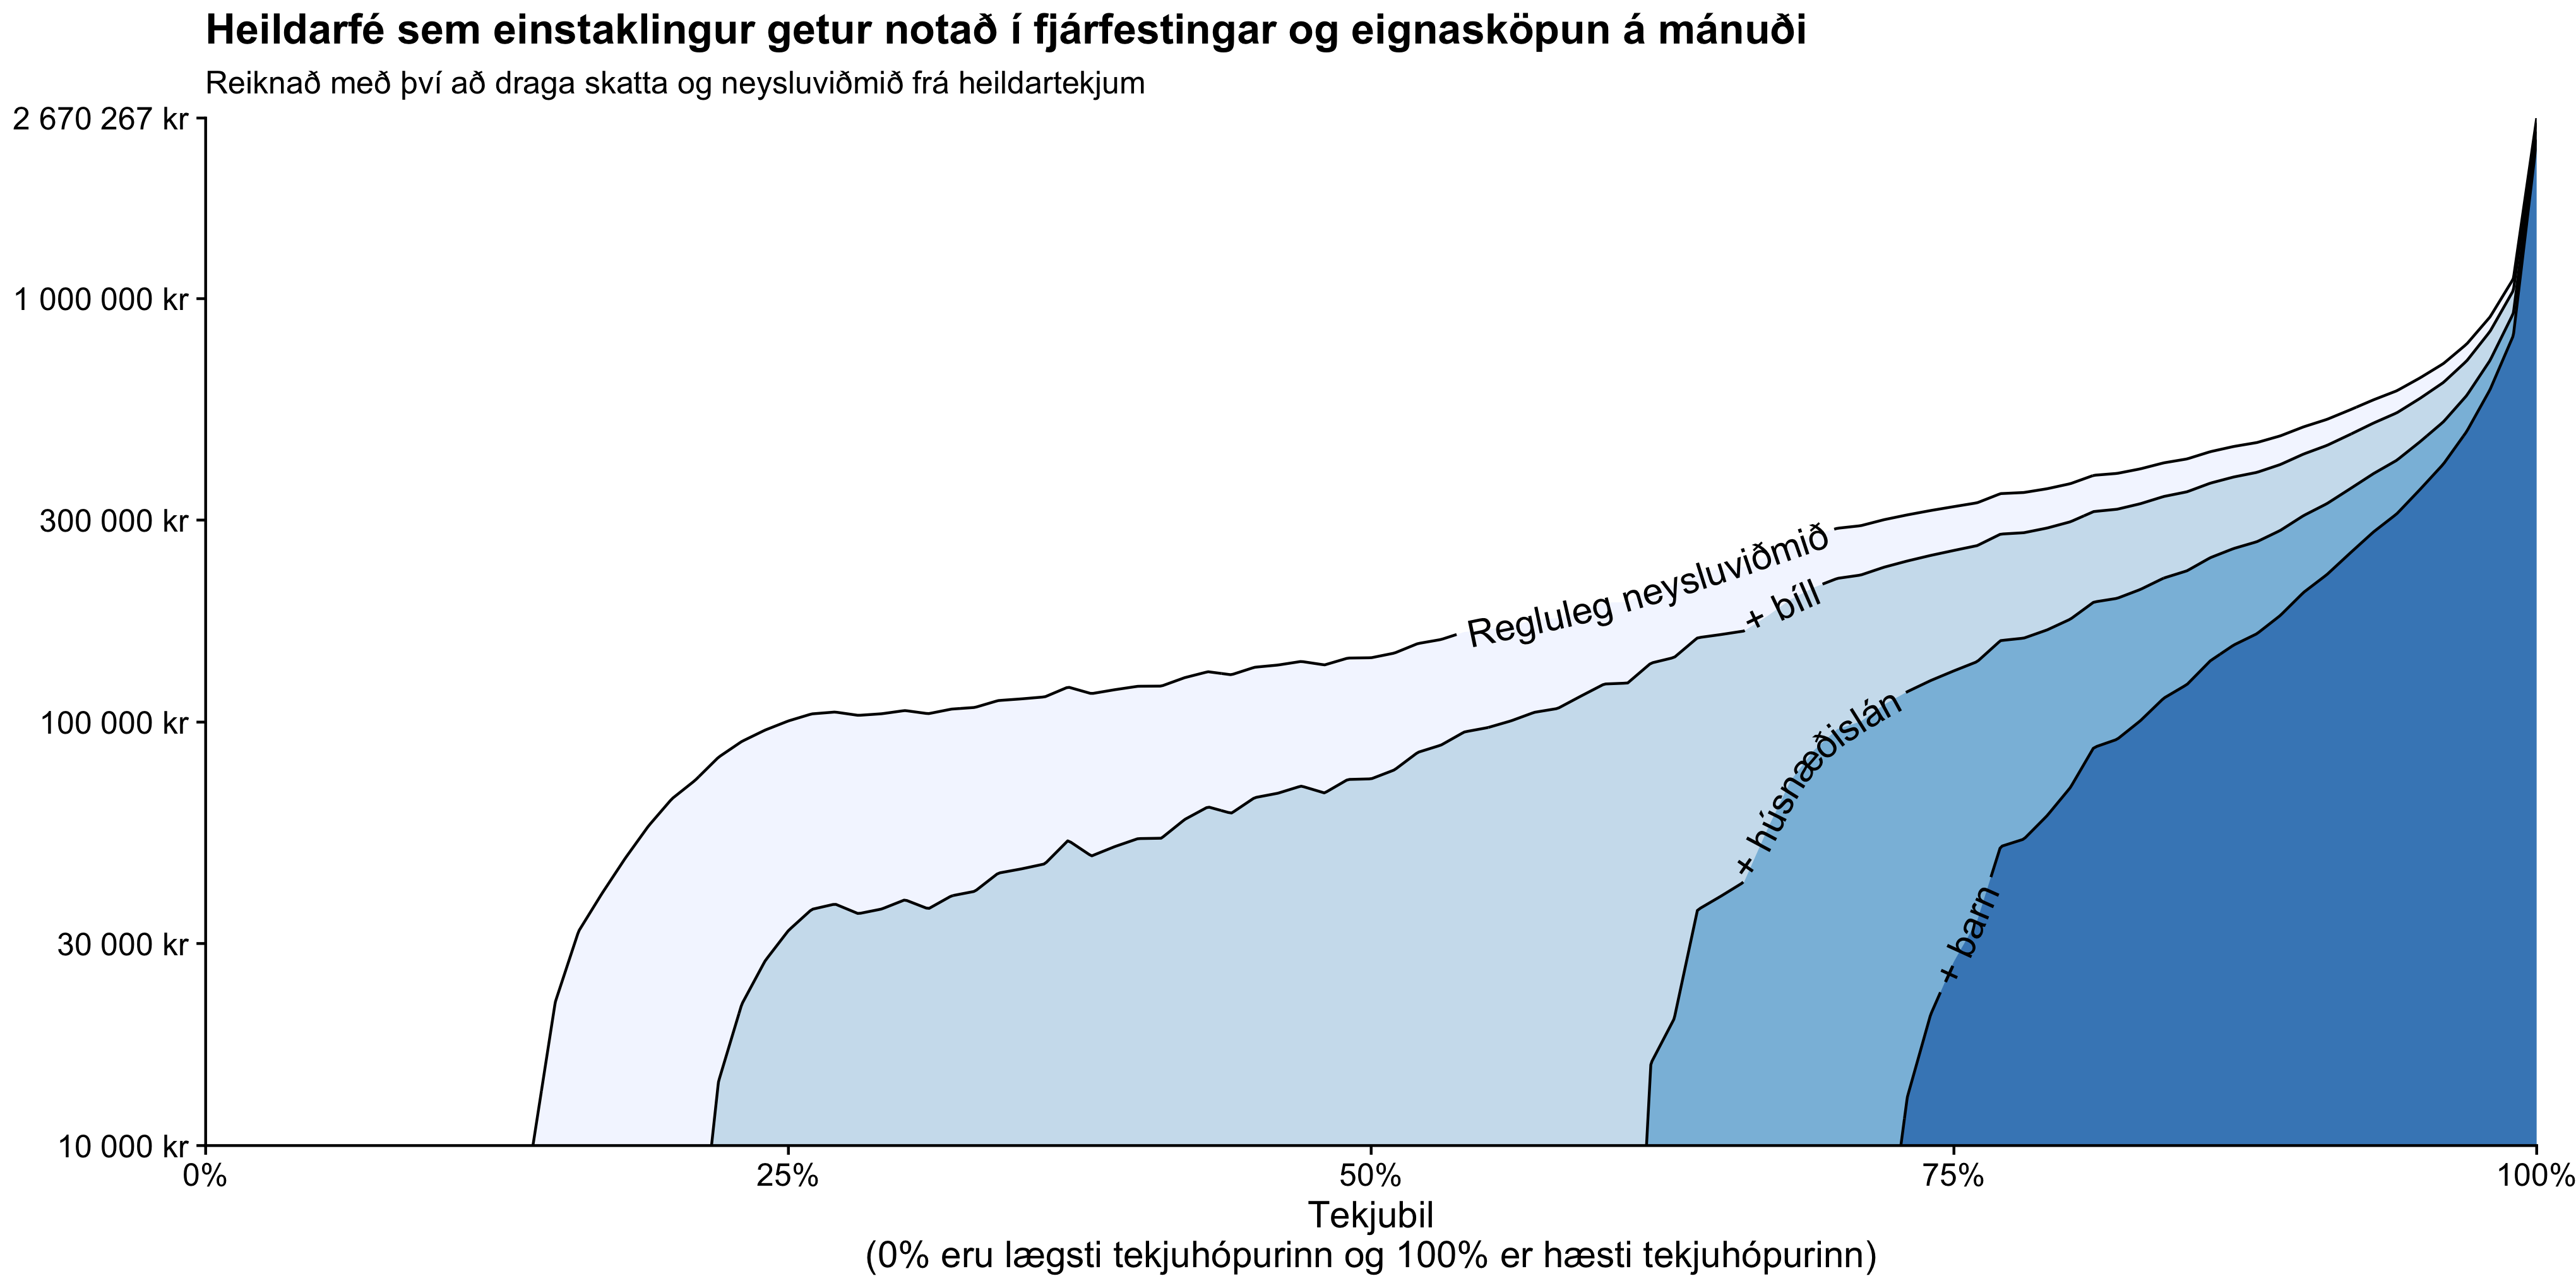 Heildarfé sem einstaklingur getur notað í fjárfestingar og eignasköpun á mánuði
Reiknað með því að draga skatta og neysluviðmið frá heildartekjum
2 670 267 kr
1 000 000 kr
300 000 kr
100 000 kr
30 000 kr
10 000 kr
Regluleg neysluviðmið
+ bíll
+ húsnæðislán
+ barn
0%
25%
50%
75%
100%
Tekjubil
(0% eru lægsti tekjuhópurinn og 100% er hæsti tekjuhópurinn)